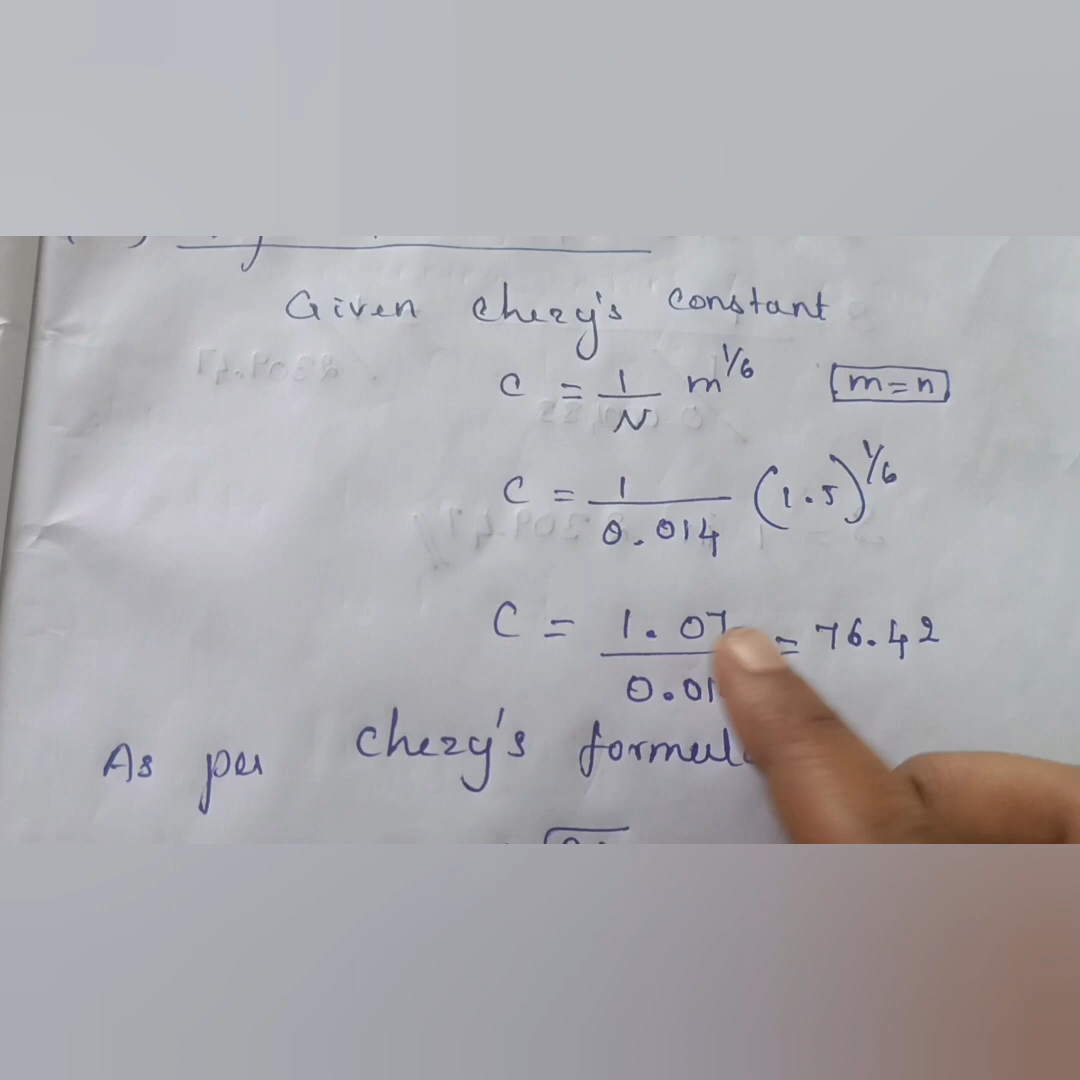 Given Chezy's constant
C = 1/N m^1/6 m=n
C = 1/0.014 (1.5)^1/6
C = 1.07/0.01 = 76.42
As per Chezy's formula